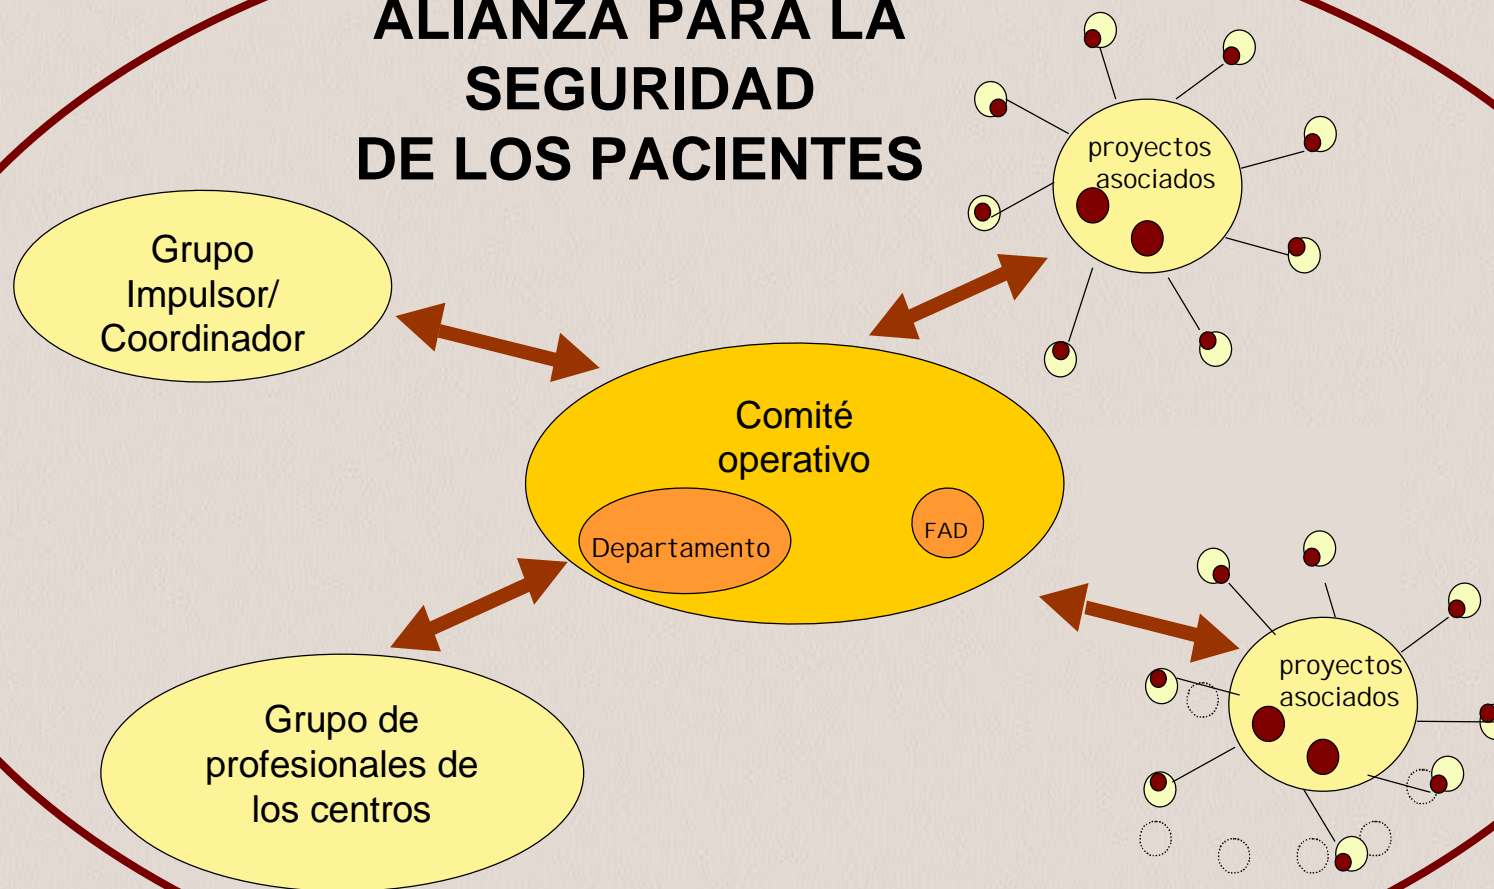 ALIANZA PARA LA
SEGURIDAD
DE LOS PACIENTES
proyectos
asociados
Grupo
Impulsor/
Coordinador
Comité
operativo
Departamento
FAD
proyectos
asociados
Grupo de
profesionales de
los centros